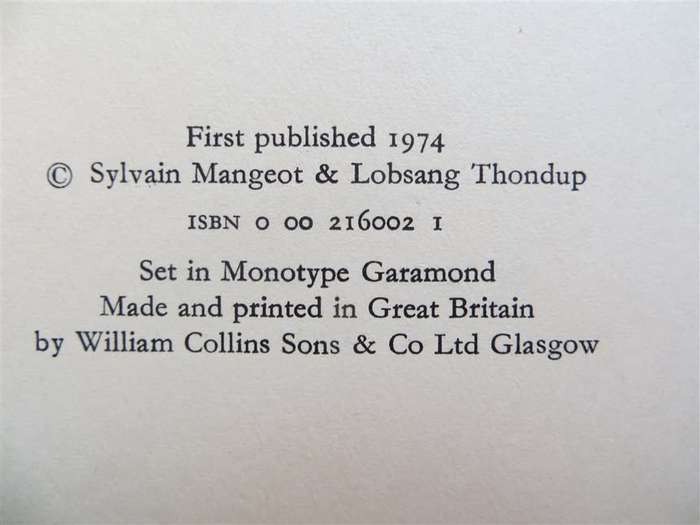 First published 1974
© Sylvain Mangeot & Lobsang Thondup
ISBN 0 00 216002 1
Set in Monotype Garamond
Made and printed in Great Britain
by William Collins Sons & Co Ltd Glasgow